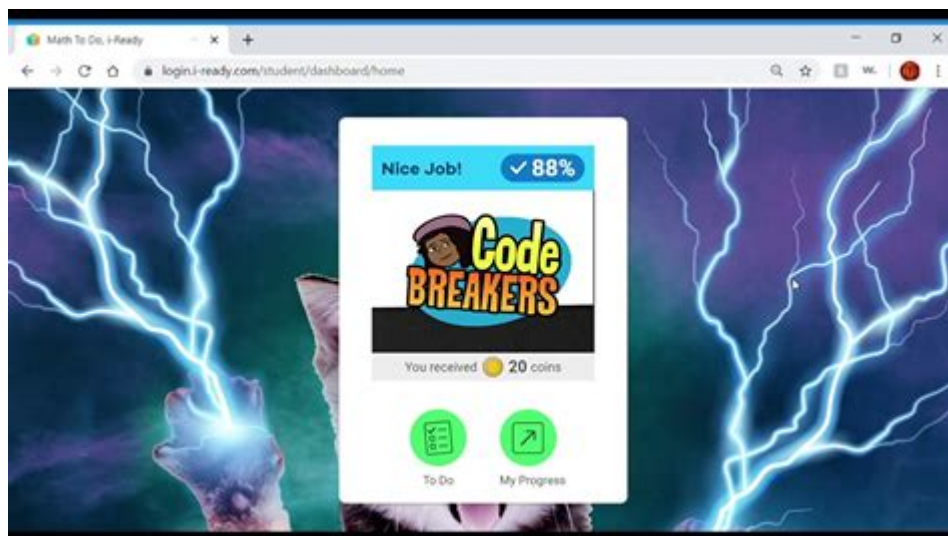 Math To Do, i-Ready
login.i-ready.com/student/dashboard/home
W.
Nice Job!
88%
Code
BREAKERS
You received 20 coins
To Do
My Progress